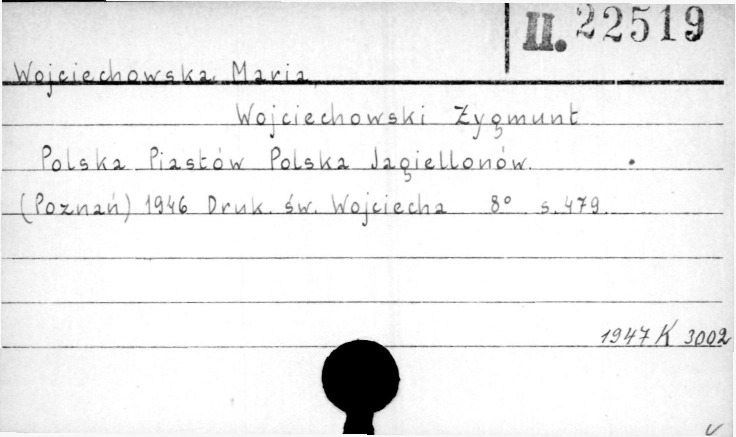 II. 22519
Wojciechowska Maria
Wojciechowski Zygmunt
Polska Piastów Polska Jagiellonów.
(Poznań) 1946 Druk. św. Wojciecha 8° s. 479.
1947 K 3002